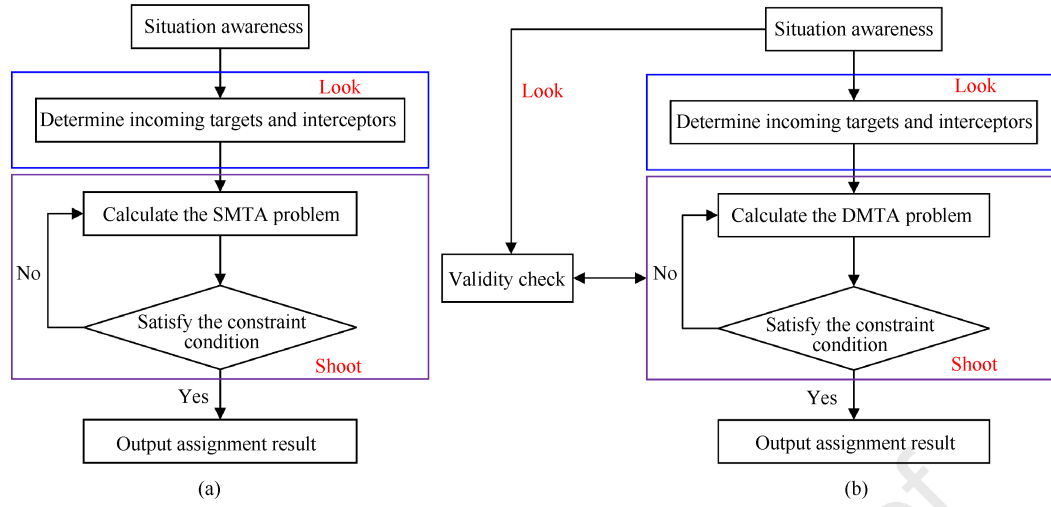 Situation awareness
Look
Determine incoming targets and interceptors
Calculate the SMTA problem
No
Satisfy the constraint
condition
Shoot
Yes
Output assignment result
(a)
Situation awareness
Look
Look
Determine incoming targets and interceptors
Calculate the DMTA problem
Validity check
No
Satisfy the constraint
condition
Shoot
Yes
Output assignment result
(b)